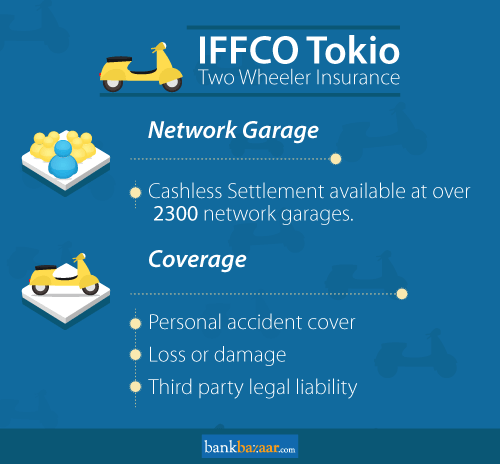 IFFCO Tokio
Two Wheeler Insurance
Network Garage
Cashless Settlement available at over
2300 network garages.
Coverage
Personal accident cover
Loss or damage
Third party legal liability
bankbazaar.com